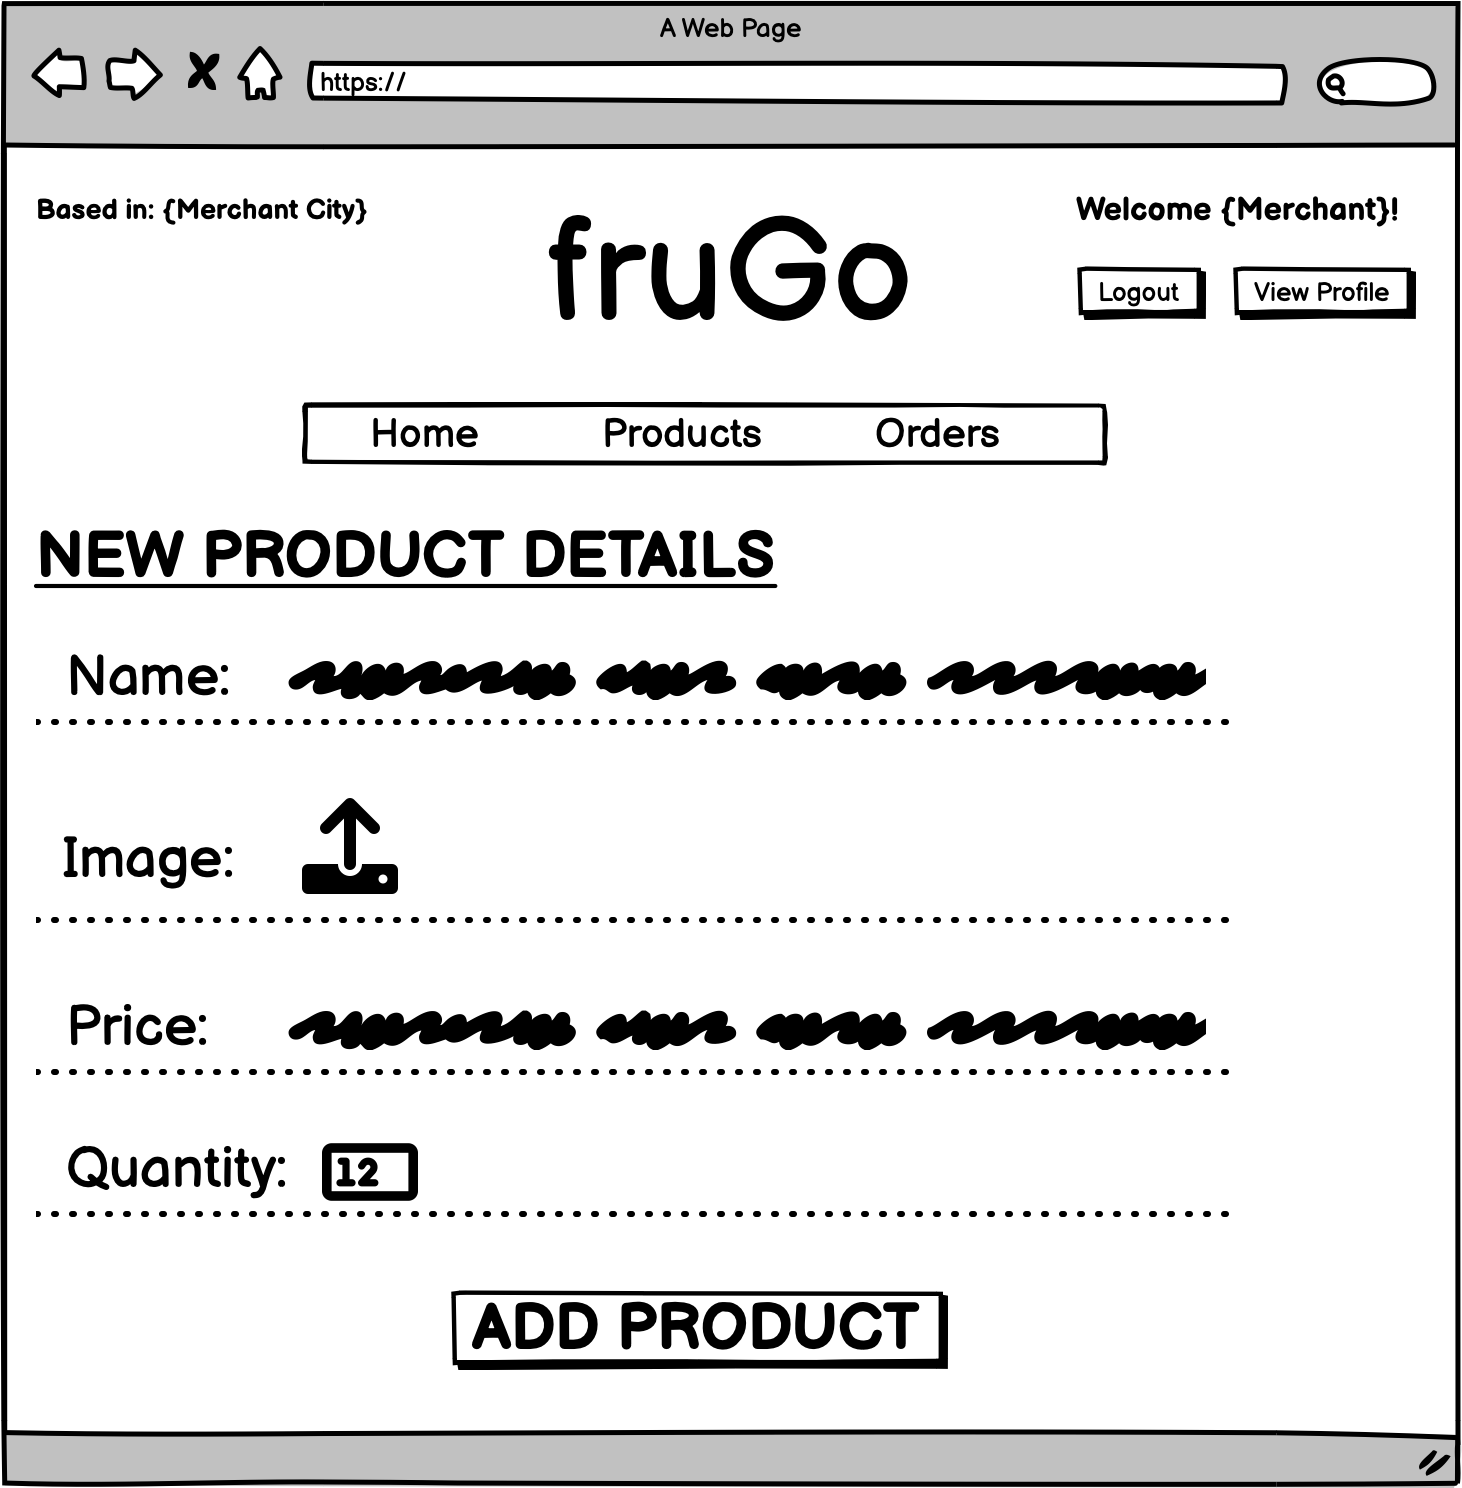 A Web Page
https://
Based in: {Merchant City}
fruGo
Welcome {Merchant}!
Logout
View Profile
Home Products Orders
NEW PRODUCT DETAILS
Name:
Image:
Price:
Quantity: 12
ADD PRODUCT